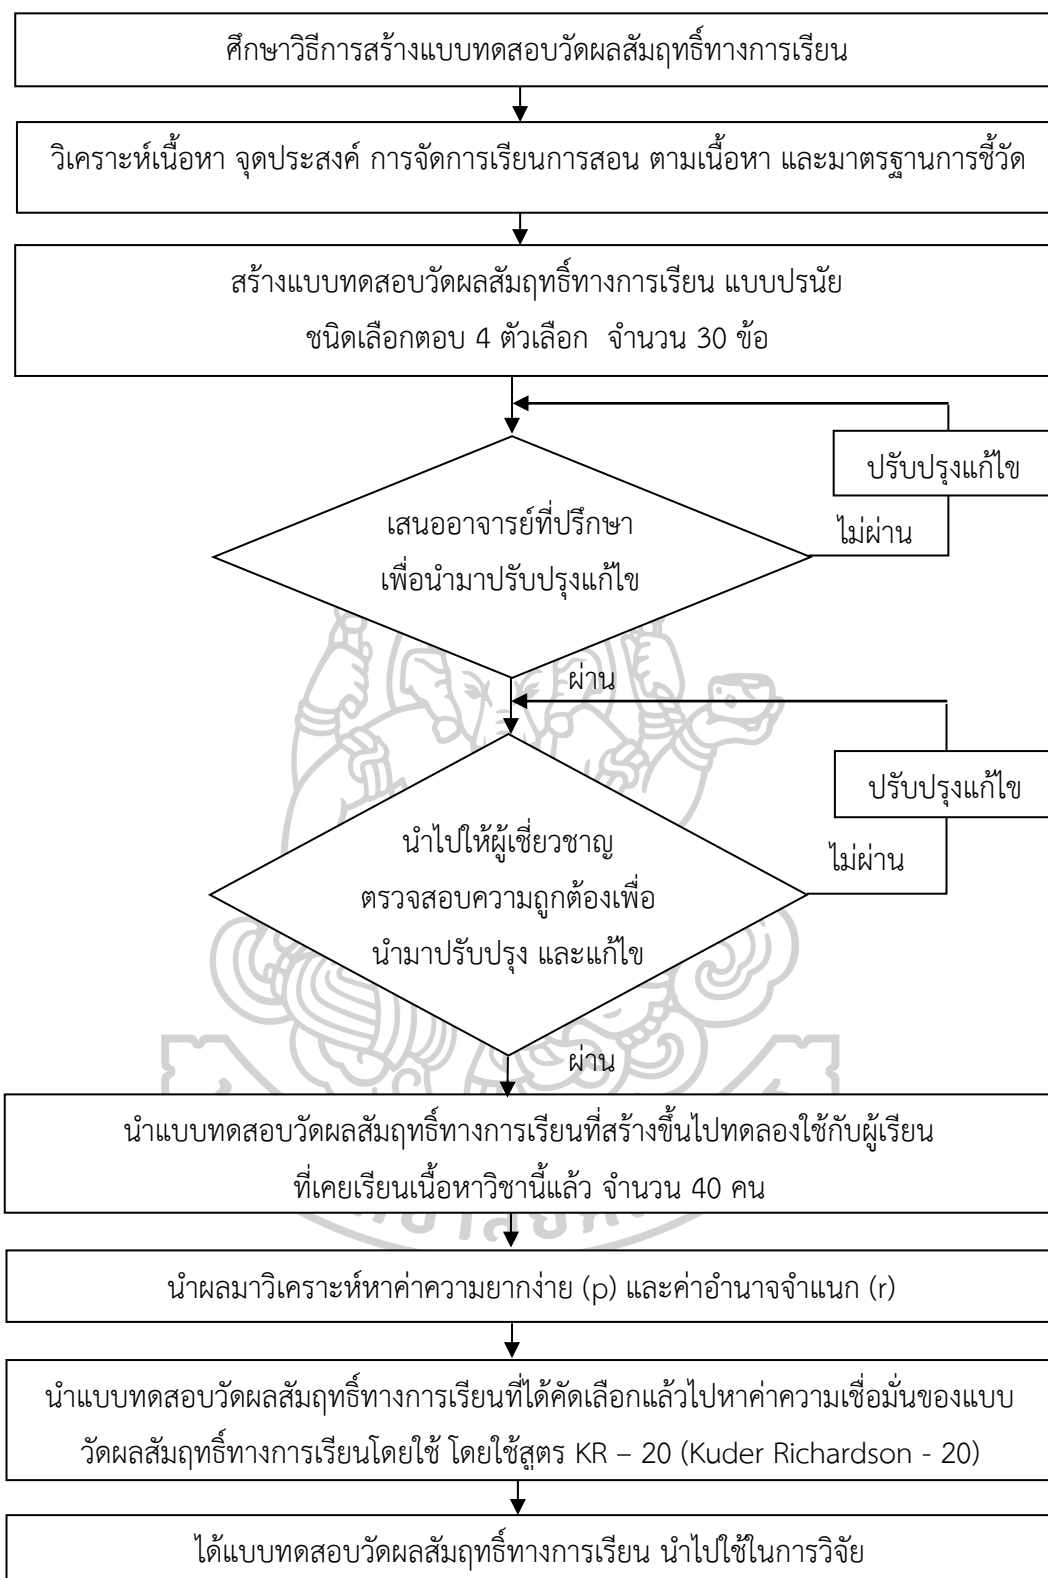 ศึกษาวิธีการสร้างแบบทดสอบวัดผลสัมฤทธิ์ทางการเรียน
วิเคราะห์เนื้อหา จุดประสงค์ การจัดการเรียนการสอน ตามเนื้อหา และมาตรฐานการชี้วัด
สร้างแบบทดสอบวัดผลสัมฤทธิ์ทางการเรียน แบบปรนัย
ชนิดเลือกตอบ 4 ตัวเลือก จำนวน 30 ข้อ
ปรับปรุงแก้ไข
เสนออาจารย์ที่ปรึกษา
ไม่ผ่าน
เพื่อนำมาปรับปรุงแก้ไข
ผ่าน
ปรับปรุงแก้ไข
นำไปให้ผู้เชี่ยวชาญ
ไม่ผ่าน
ตรวจสอบความถูกต้องเพื่อ
นำมาปรับปรุง และแก้ไข
ผ่าน
นำแบบทดสอบวัดผลสัมฤทธิ์ทางการเรียนที่สร้างขึ้นไปทดลองใช้กับผู้เรียน
ที่เคยเรียนเนื้อหาวิชานี้แล้ว จำนวน 40 คน
นำผลมาวิเคราะห์หาค่าความยากง่าย (p) และค่าอำนาจจำแนก (r)
นำแบบทดสอบวัดผลสัมฤทธิ์ทางการเรียนที่ได้คัดเลือกแล้วไปหาค่าความเชื่อมั่นของแบบ
วัดผลสัมฤทธิ์ทางการเรียนโดยใช้ โดยใช้สูตร KR – 20 (Kuder Richardson - 20)
ได้แบบทดสอบวัดผลสัมฤทธิ์ทางการเรียน นำไปใช้ในการวิจัย